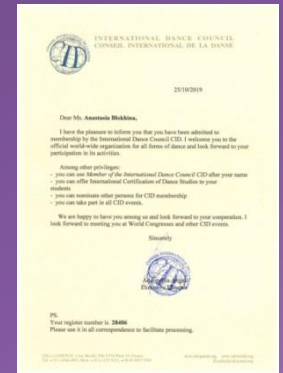 INTERNATIONAL DANCE COUNCIL
CONSEIL INTERNATIONAL DE LA DANSE
CID
25/10/2019
Dear Ms. Anastasia Blokhina,
I have the pleasure to inform you that you have been admitted to
membership by the International Dance Council CID. I welcome you to the
official world-wide organization for all forms of dance and look forward to your
participation in its activities.
Among other privileges:
- you can use Member of the International Dance Council CID after your name
- you can offer International Certification of Dance Studies to your
students
- you can nominate other persons for CID membership
- you can take part in all CID events.
We are happy to have you among us and look forward to your cooperation. I
look forward to meeting you at World Congresses and other CID events.
Sincerely
PS.
Your register number is 28406
Please use it in all correspondence to facilitate processing.